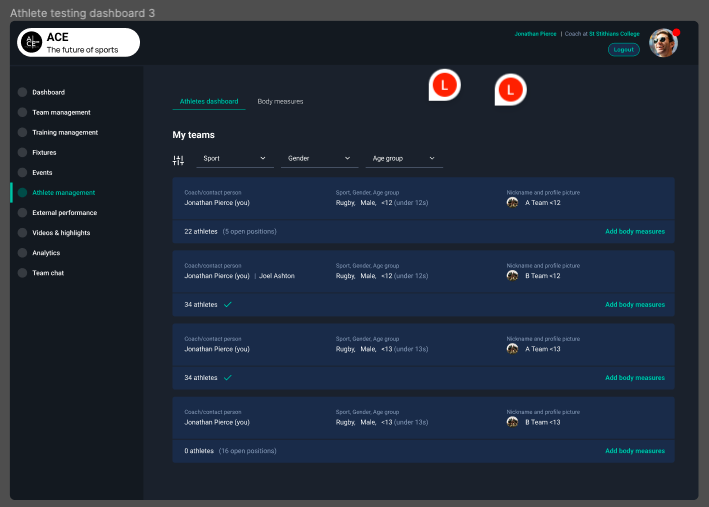 Athlete testing dashboard 3
ACE
The future of sports
Jonathan Pierce | Coach at St Stithians College
Logout
L
L
Dashboard
Team management
Training management
Fixtures
Events
Athlete management
External performance
Videos & highlights
Analytics
Team chat
Athletes dashboard
Body measures
My teams
Sport
Gender
Age group
Coach/contact person
Sport, Gender, Age group
Nickname and profile picture
Jonathan Pierce (you)
Rugby, Male, <12 (under 12s)
A Team <12
22 athletes (5 open positions)
Add body measures
Coach/contact person
Sport, Gender, Age group
Nickname and profile picture
Jonathan Pierce (you) | Joel Ashton
Rugby, Male, <12 (under 12s)
B Team <12
34 athletes
Add body measures
Coach/contact person
Sport, Gender, Age group
Nickname and profile picture
Jonathan Pierce (you)
Rugby, Male, <13 (under 13s)
A Team <13
34 athletes
Add body measures
Coach/contact person
Sport, Gender, Age group
Nickname and profile picture
Jonathan Pierce (you)
Rugby, Male, <13 (under 13s)
B Team <13
0 athletes (16 open positions)
Add body measures